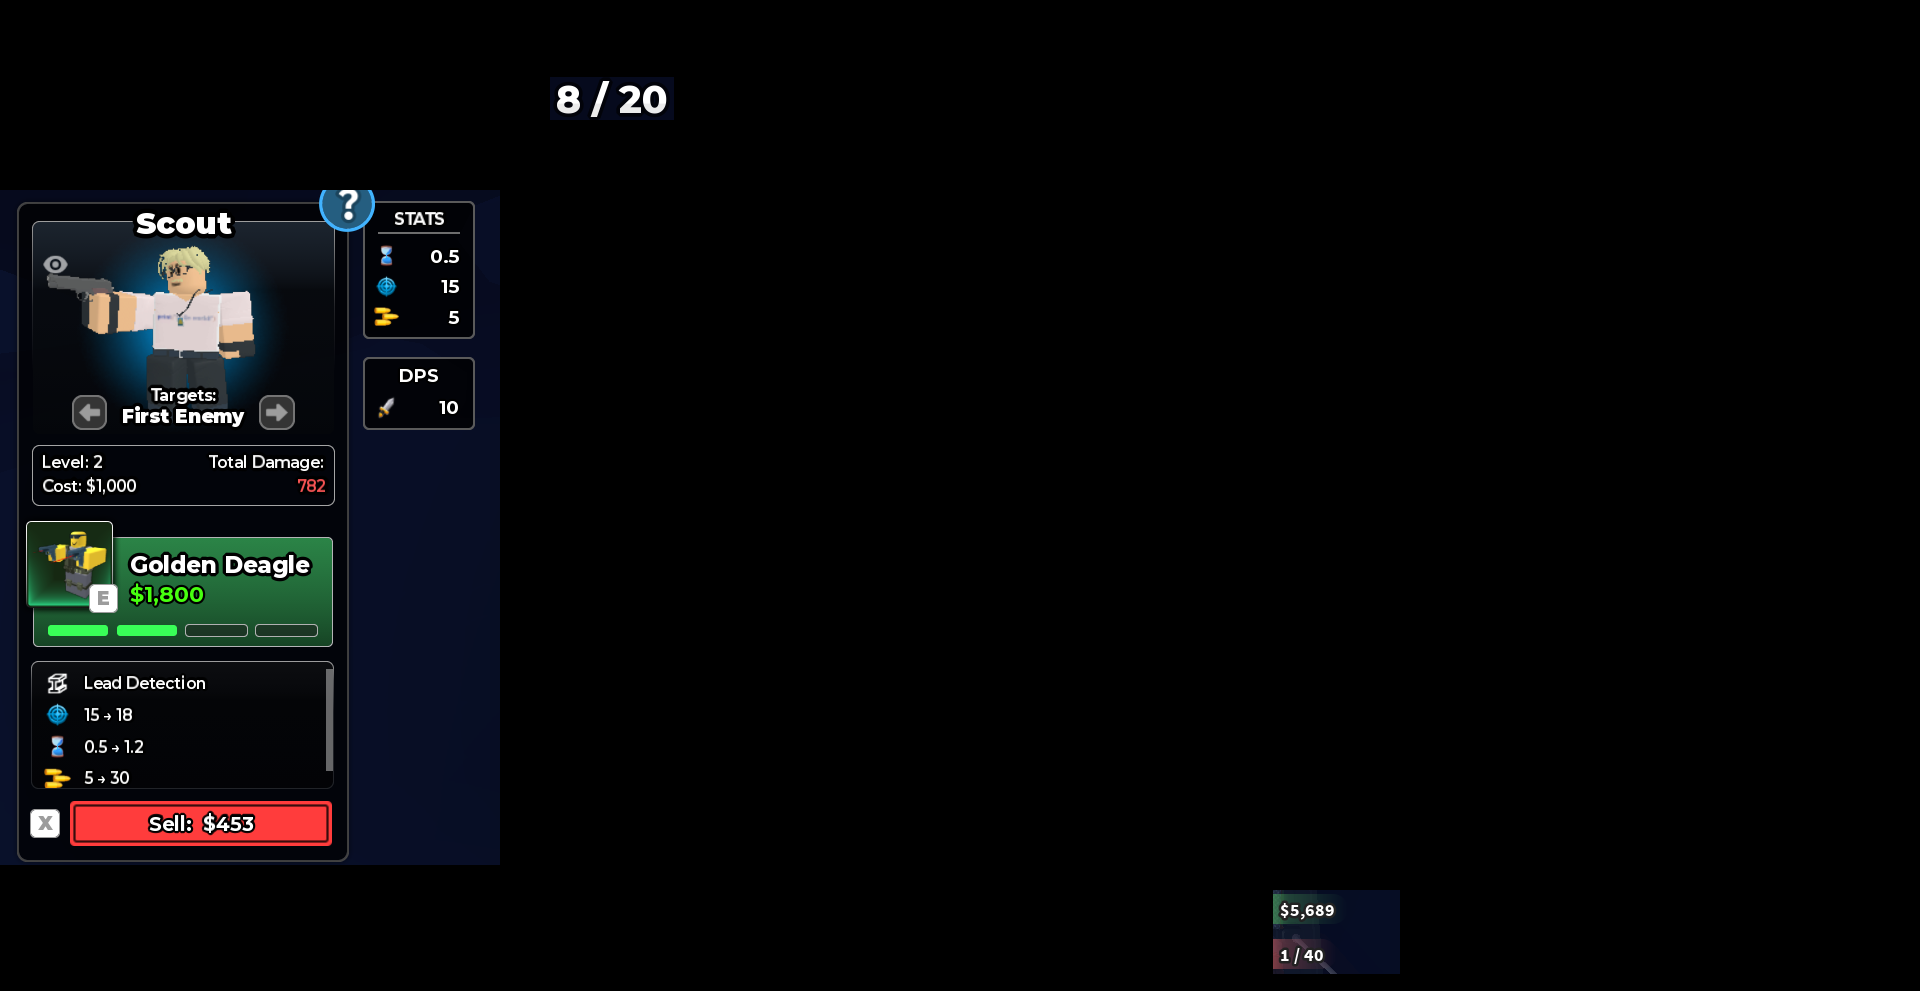 8 / 20
?
Scout
Targets:
First Enemy
Level: 2
Cost: $1,000
Total Damage:
782
E
Golden Deagle
$1,800
Lead Detection
15 → 18
0.5 → 1.2
5 → 30
X
Sell: $453
STATS
0.5
15
5
DPS
10
$5,689
1 / 40